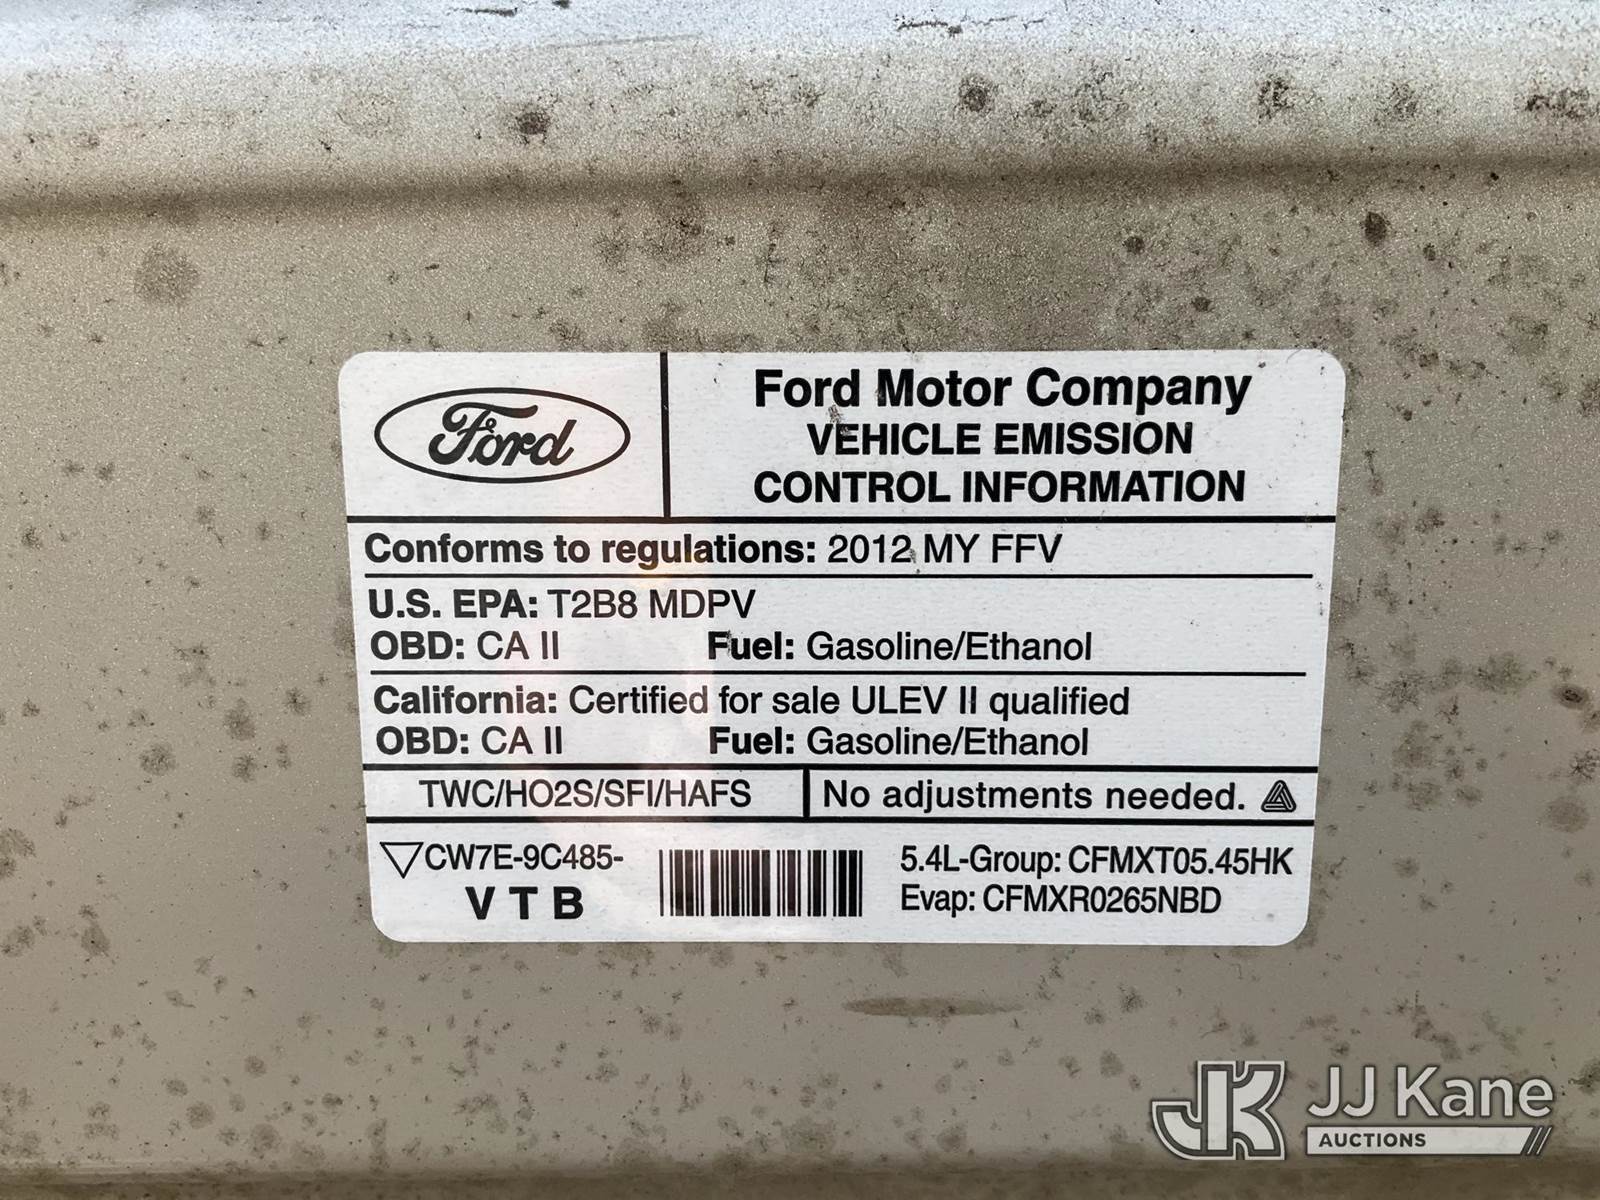 Ford
Ford Motor Company
VEHICLE EMISSION
CONTROL INFORMATION
Conforms to regulations: 2012 MY FFV
U.S. EPA: T2B8 MDPV
OBD: CA II Fuel: Gasoline/Ethanol
California: Certified for sale ULEV II qualified
OBD: CA II Fuel: Gasoline/Ethanol
TWC/HO2S/SFI/HAFS No adjustments needed.
CW7E-9C485-
VTB
5.4L-Group: CFMXT05.45HK
Evap: CFMXR0265NBD
JK JJ Kane
AUCTIONS